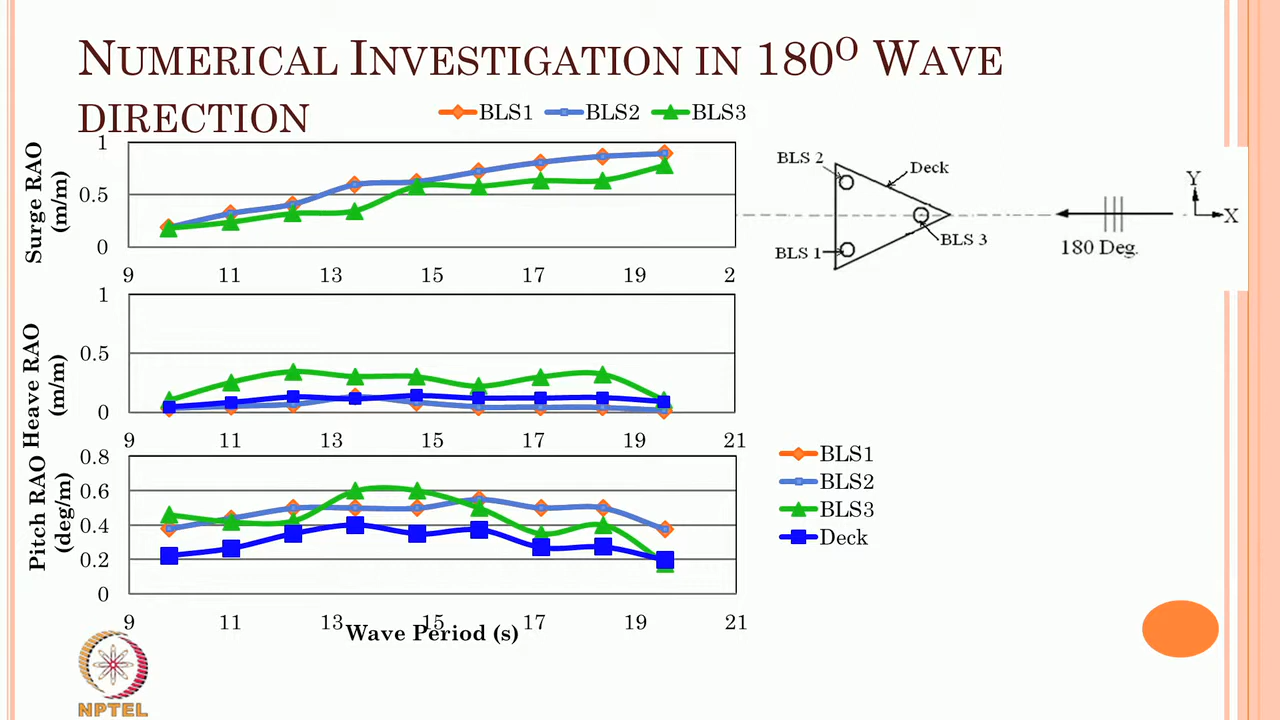 NUMERICAL INVESTIGATION IN 180⁰ WAVE
DIRECTION
BLS1 BLS2 BLS3
Surge RAO
(m/m)
1
0.5
0
9 11 13 15 17 19 2
BLS 2
Deck
BLS 1
BLS 3
180 Deg.
Y
X
Heave RAO
(m/m)
1
0.5
0
9 11 13 15 17 19 21
Pitch RAO
(deg/m)
0.8
0.6
0.4
0.2
0
9 11 13 15 17 19 21
Wave Period (s)
BLS1
BLS2
BLS3
Deck
NPTEL